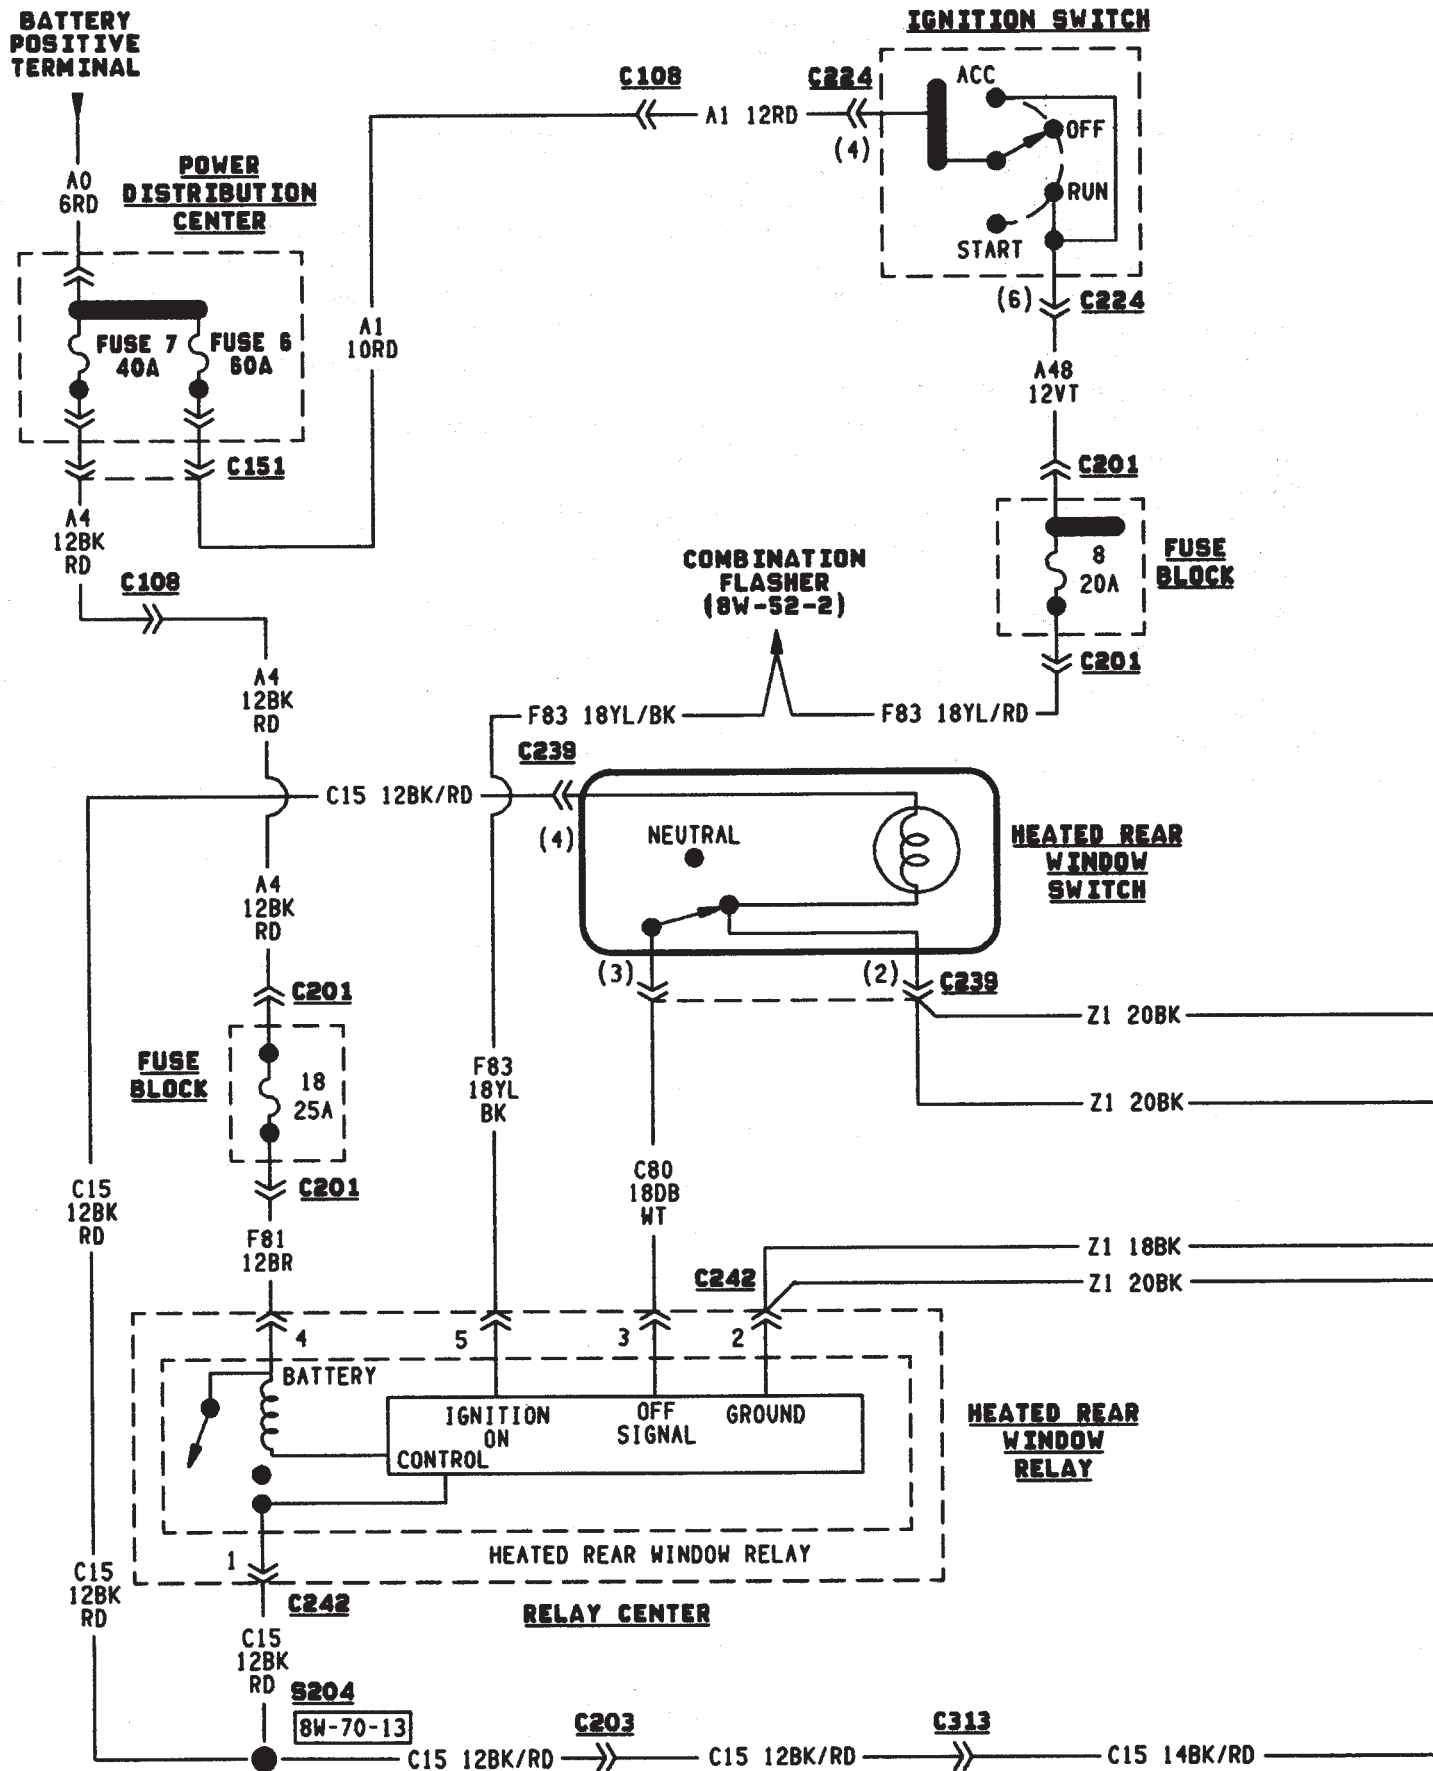 BATTERY
POSITIVE
TERMINAL
IGNITION SWITCH
C108
C224
ACC
A1 12RD
OFF
(4)
RUN
START
POWER
DISTRIBUTION
CENTER
A0
6RD
(6)
C224
FUSE 7
40A
FUSE 6
60A
A1
10RD
A48
12VT
C151
C201
A4
12BK
RD
8
20A
FUSE
BLOCK
COMBINATION
FLASHER
(8W-52-2)
C108
C201
A4
12BK
RD
F83 18YL/BK
F83 18YL/RD
C239
C15 12BK/RD
(4)
NEUTRAL
HEATED REAR
WINDOW
SWITCH
A4
12BK
RD
(3)
(2)
C239
C201
Z1 20BK
FUSE
BLOCK
18
25A
F83
18YL
BK
Z1 20BK
C201
C15
12BK
RD
C80
18DB
WT
F81
12BR
Z1 18BK
C242
Z1 20BK
4
5
3
2
BATTERY
IGNITION
ON
OFF
SIGNAL
GROUND
CONTROL
HEATED REAR
WINDOW
RELAY
HEATED REAR WINDOW RELAY
1
C15
12BK
RD
C242
RELAY CENTER
C15
12BK
RD
S204
8W-70-13
C203
C313
C15 12BK/RD
C15 12BK/RD
C15 14BK/RD